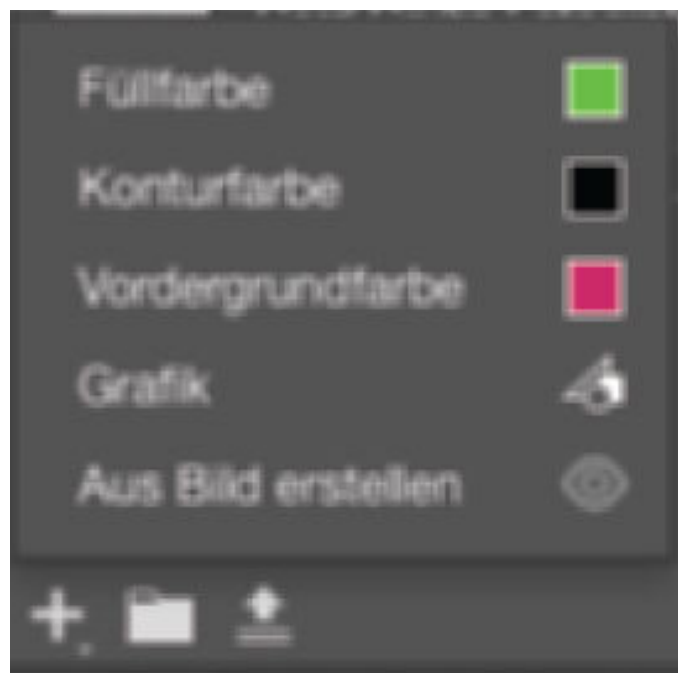 Füllfarbe
Konturfarbe
Vordergrundfarbe
Grafik
Aus Bild erstellen